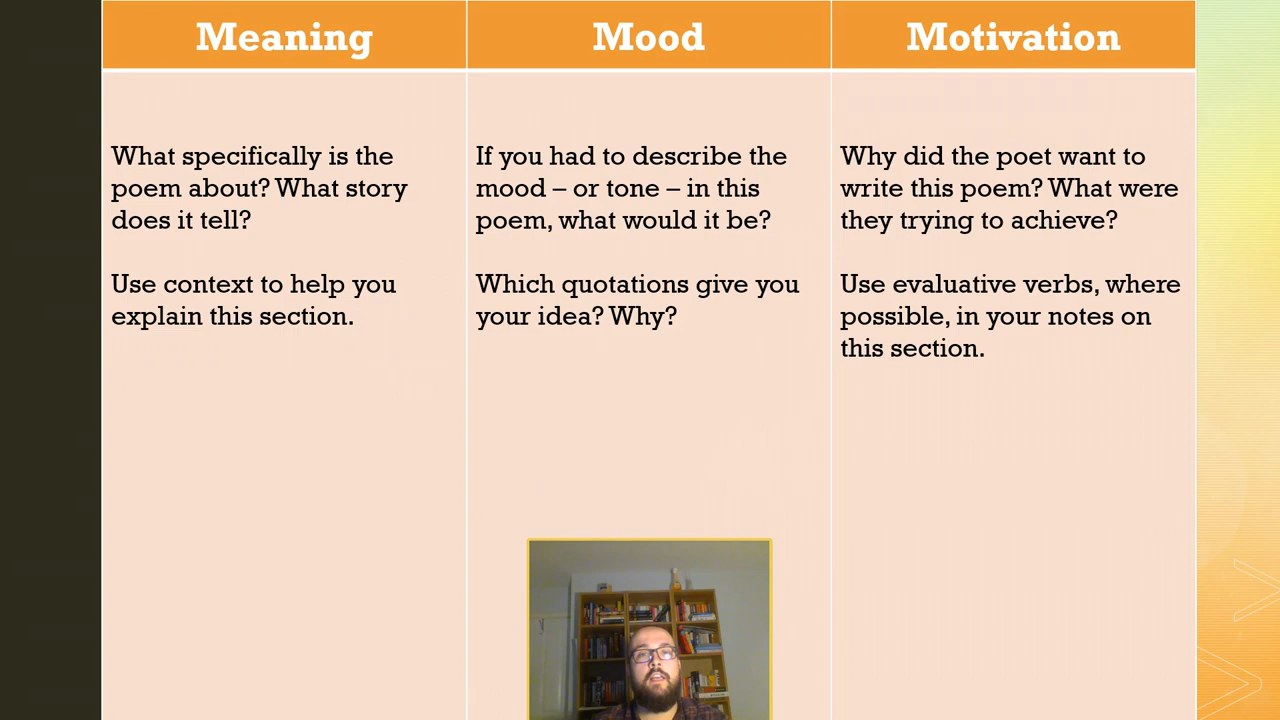 Meaning
Mood
Motivation
What specifically is the
poem about? What story
does it tell?
Use context to help you
explain this section.
If you had to describe the
mood – or tone – in this
poem, what would it be?
Which quotations give you
your idea? Why?
Why did the poet want to
write this poem? What were
they trying to achieve?
Use evaluative verbs, where
possible, in your notes on
this section.